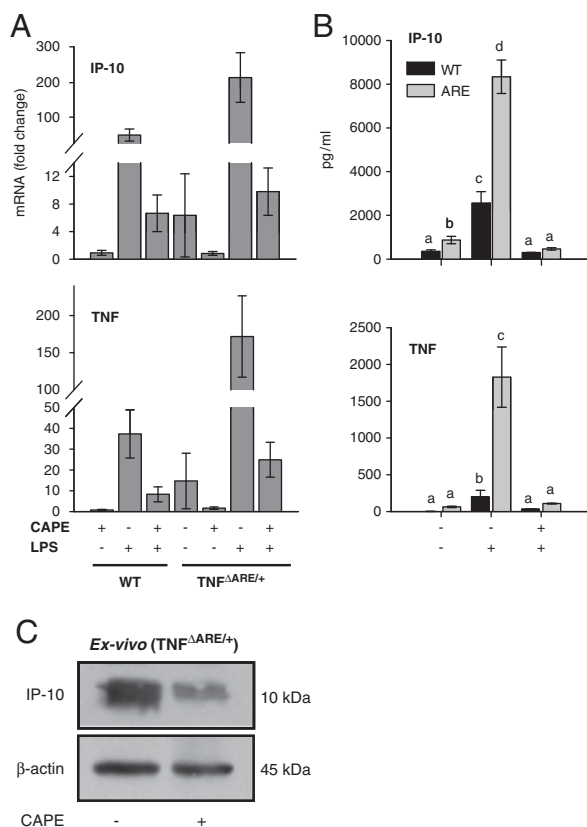 A
IP-10
mRNA (fold change)
300
200
100
12
8
4
0
TNF
200
150
100
50
40
30
20
10
0
CAPE + - + - + - +
LPS - + + - - + +
WT TNFΔARE/+
B
IP-10
WT
ARE
pg/ml
10000
8000
6000
4000
2000
0
a b c d a a
TNF
2500
2000
1500
1000
500
0
a a b c a a
- - +
- + +
C
Ex-vivo (TNFΔARE/+)
IP-10 10 kDa
β-actin 45 kDa
CAPE - +